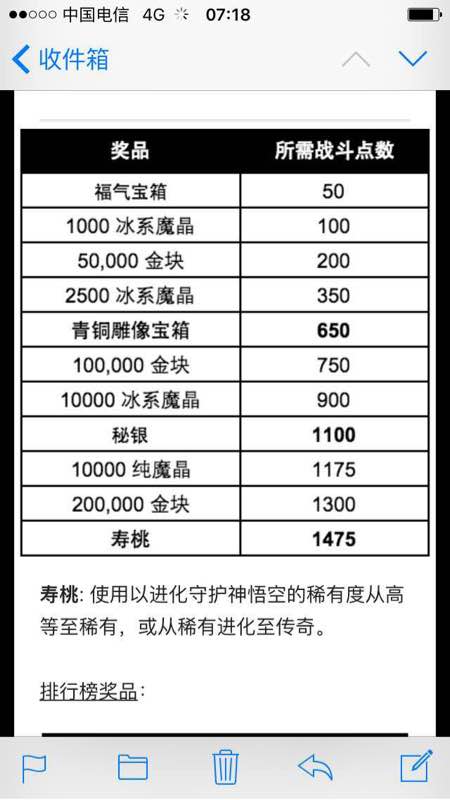 中国电信 4G 07:18
收件箱
奖品 所需战斗点数
福气宝箱 50
1000 冰系魔晶 100
50,000 金块 200
2500 冰系魔晶 350
青铜雕像宝箱 650
100,000 金块 750
10000 冰系魔晶 900
秘银 1100
10000 纯魔晶 1175
200,000 金块 1300
寿桃 1475
寿桃: 使用以进化守护神悟空的稀有度从高
等至稀有，或从稀有进化至传奇。
排行榜奖品: